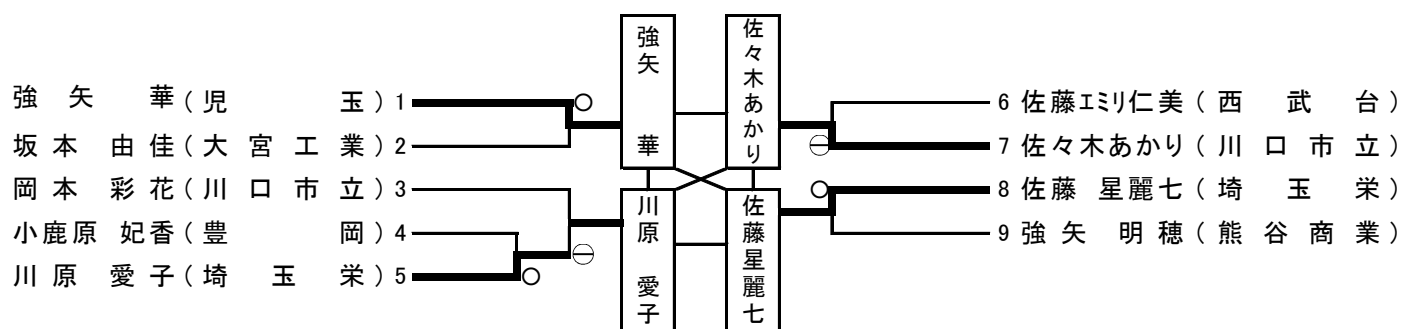 強矢 華(児 玉)1
坂本 由佳(大宮工業)2
岡本 彩花(川口市立)3
小鹿原 妃香(豊 岡)4
川原 愛子(埼 玉 栄)5
強矢 華
佐々木あかり
川原 愛子
佐藤星麗七
6 佐藤エミリ仁美(西 武 台)
7 佐々木あかり(川口市立)
8 佐藤 星麗七(埼 玉 栄)
9 強矢 明穂(熊谷商業)